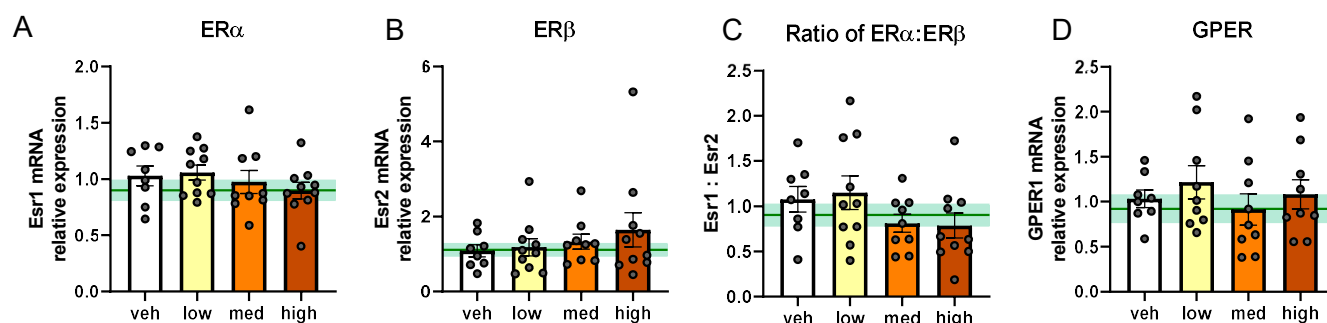 A
ERα
Esr1 mRNA
relative expression
2.0
1.5
1.0
0.5
0.0
veh low med high
B
ERβ
Esr2 mRNA
relative expression
6
4
2
0
veh low med high
C
Ratio of ERα:ERβ
Esr1 : Esr2
2.5
2.0
1.5
1.0
0.5
0.0
veh low med high
D
GPER
GPER1 mRNA
relative expression
2.5
2.0
1.5
1.0
0.5
0.0
veh low med high